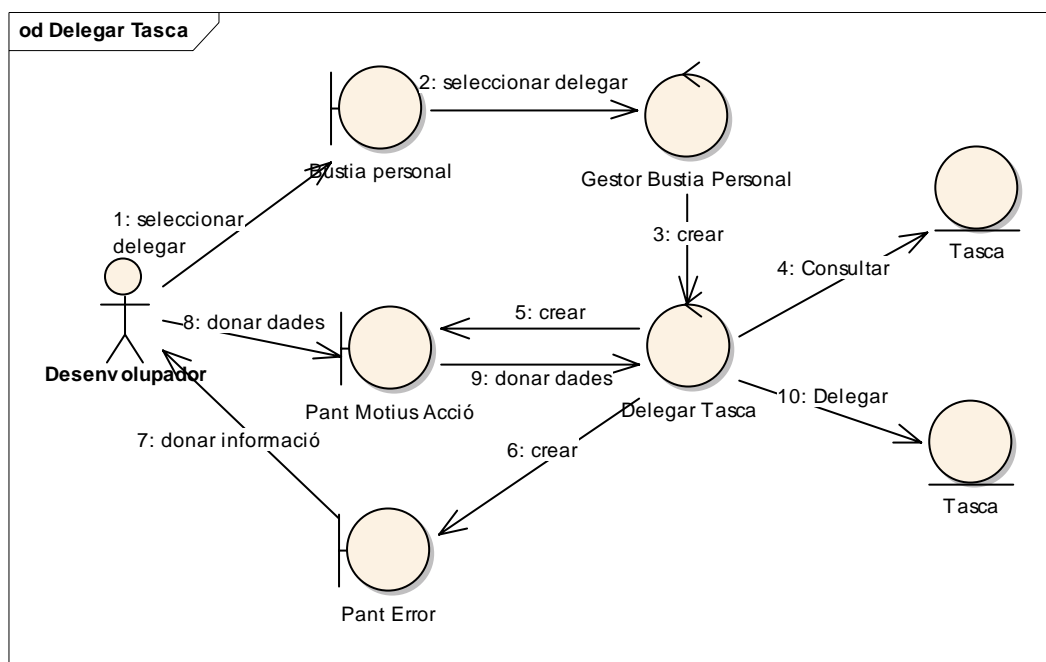 od Delegar Tasca
2: seleccionar delegar
Bústia personal
Gestor Bustia Personal
1: seleccionar
delegar
3: crear
Tasca
4: Consultar
5: crear
8: donar dades
Desenvolupador
9: donar dades
10: Delegar
Pant Motius Acció
Delegar Tasca
7: donar informació
6: crear
Tasca
Pant Error